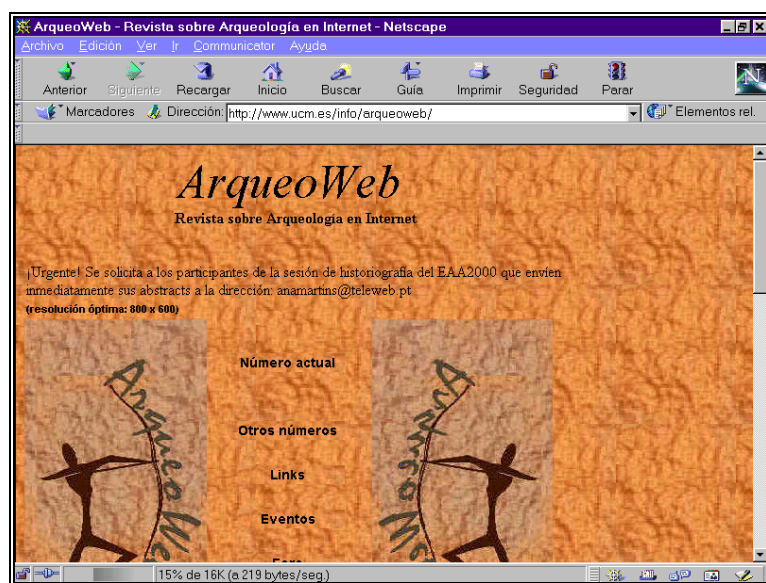 ArqueoWeb - Revista sobre Arqueología en Internet - Netscape
Archivo Edición Ver Ir Communicator Ayuda
Anterior Siguiente Recargar Inicio Buscar Guía Imprimir Seguridad Parar
N
Marcadores Dirección: http://www.ucm.es/info/arqueoweb/ Elementos rel.
ArqueoWeb
Revista sobre Arqueología en Internet
¡Urgente! Se solicita a los participantes de la sesión de historiografía del EAA2000 que envíen
inmediatamente sus abstracts a la dirección: anamartins@teleweb.pt
(resolución óptima: 800 x 600)
ArqueoWe
ArqueoWe
Número actual
Otros números
Links
Eventos
Foro
15% de 16K (a 219 bytes/seg.)